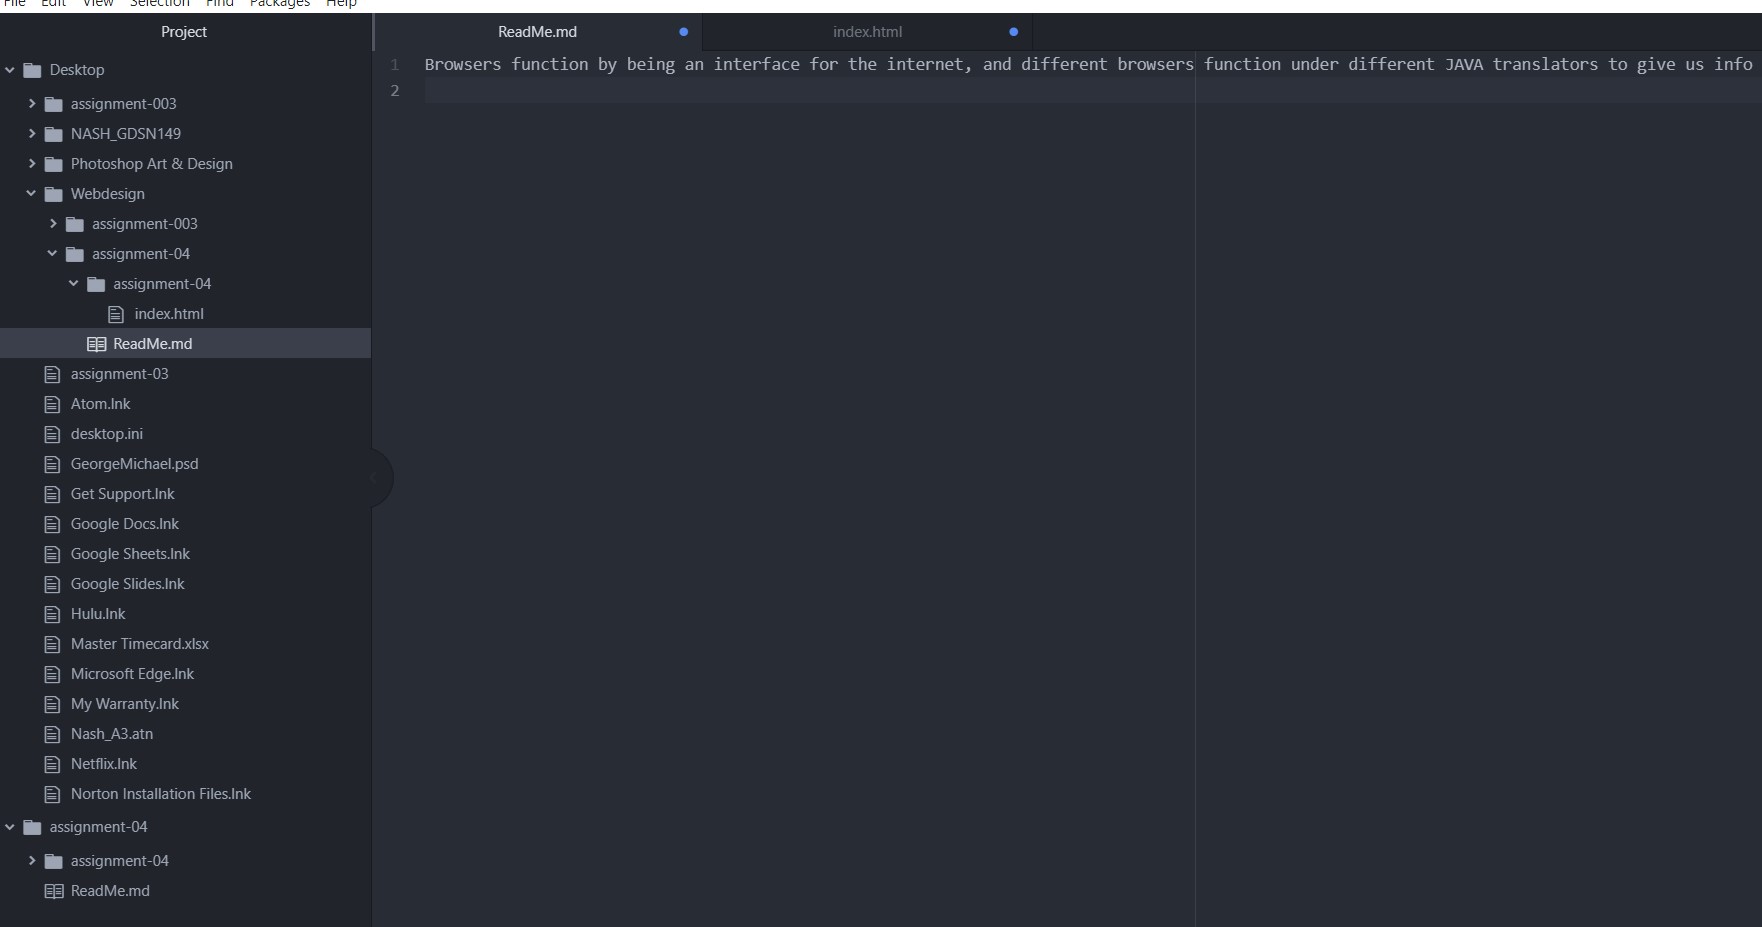 File Edit View Selection Find Packages Help
Project
ReadMe.md
index.html
Desktop
assignment-003
NASH_GDSN149
Photoshop Art & Design
Webdesign
assignment-003
assignment-04
assignment-04
index.html
ReadMe.md
assignment-03
Atom.lnk
desktop.ini
GeorgeMichael.psd
Get Support.lnk
Google Docs.lnk
Google Sheets.lnk
Google Slides.lnk
Hulu.lnk
Master Timecard.xlsx
Microsoft Edge.lnk
My Warranty.lnk
Nash_A3.atn
Netflix.lnk
Norton Installation Files.lnk
assignment-04
assignment-04
ReadMe.md
1 Browsers function by being an interface for the internet, and different browsers function under different JAVA translators to give us info
2